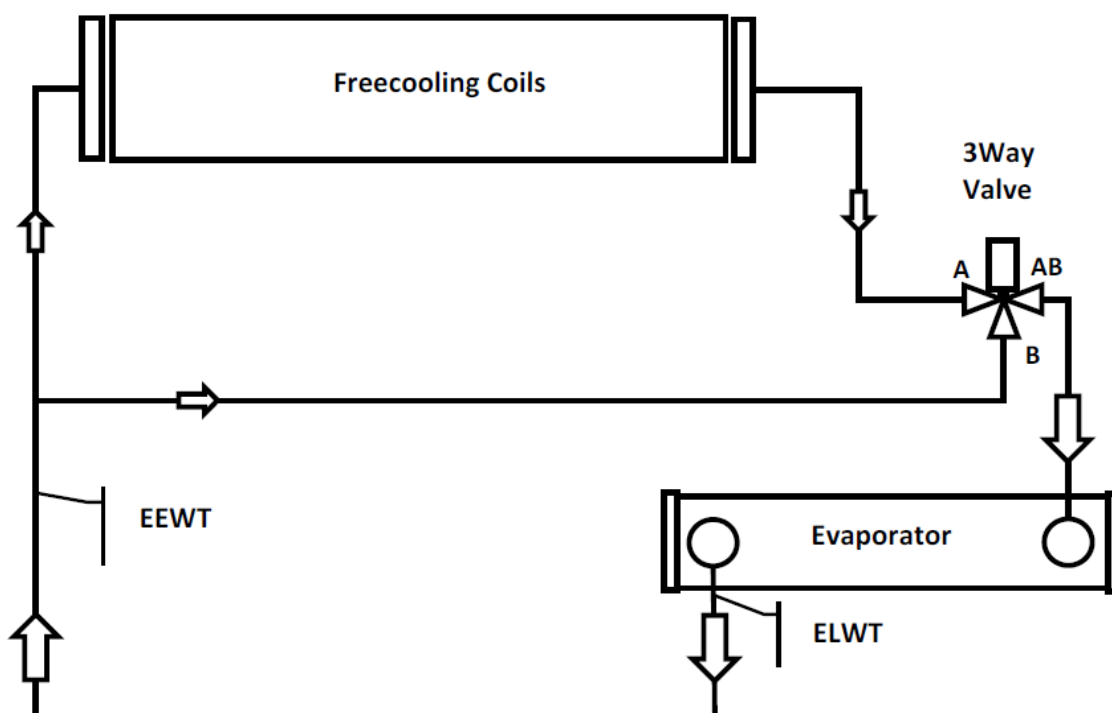 Freecooling Coils
3Way
Valve
A
AB
B
EEWT
Evaporator
ELWT